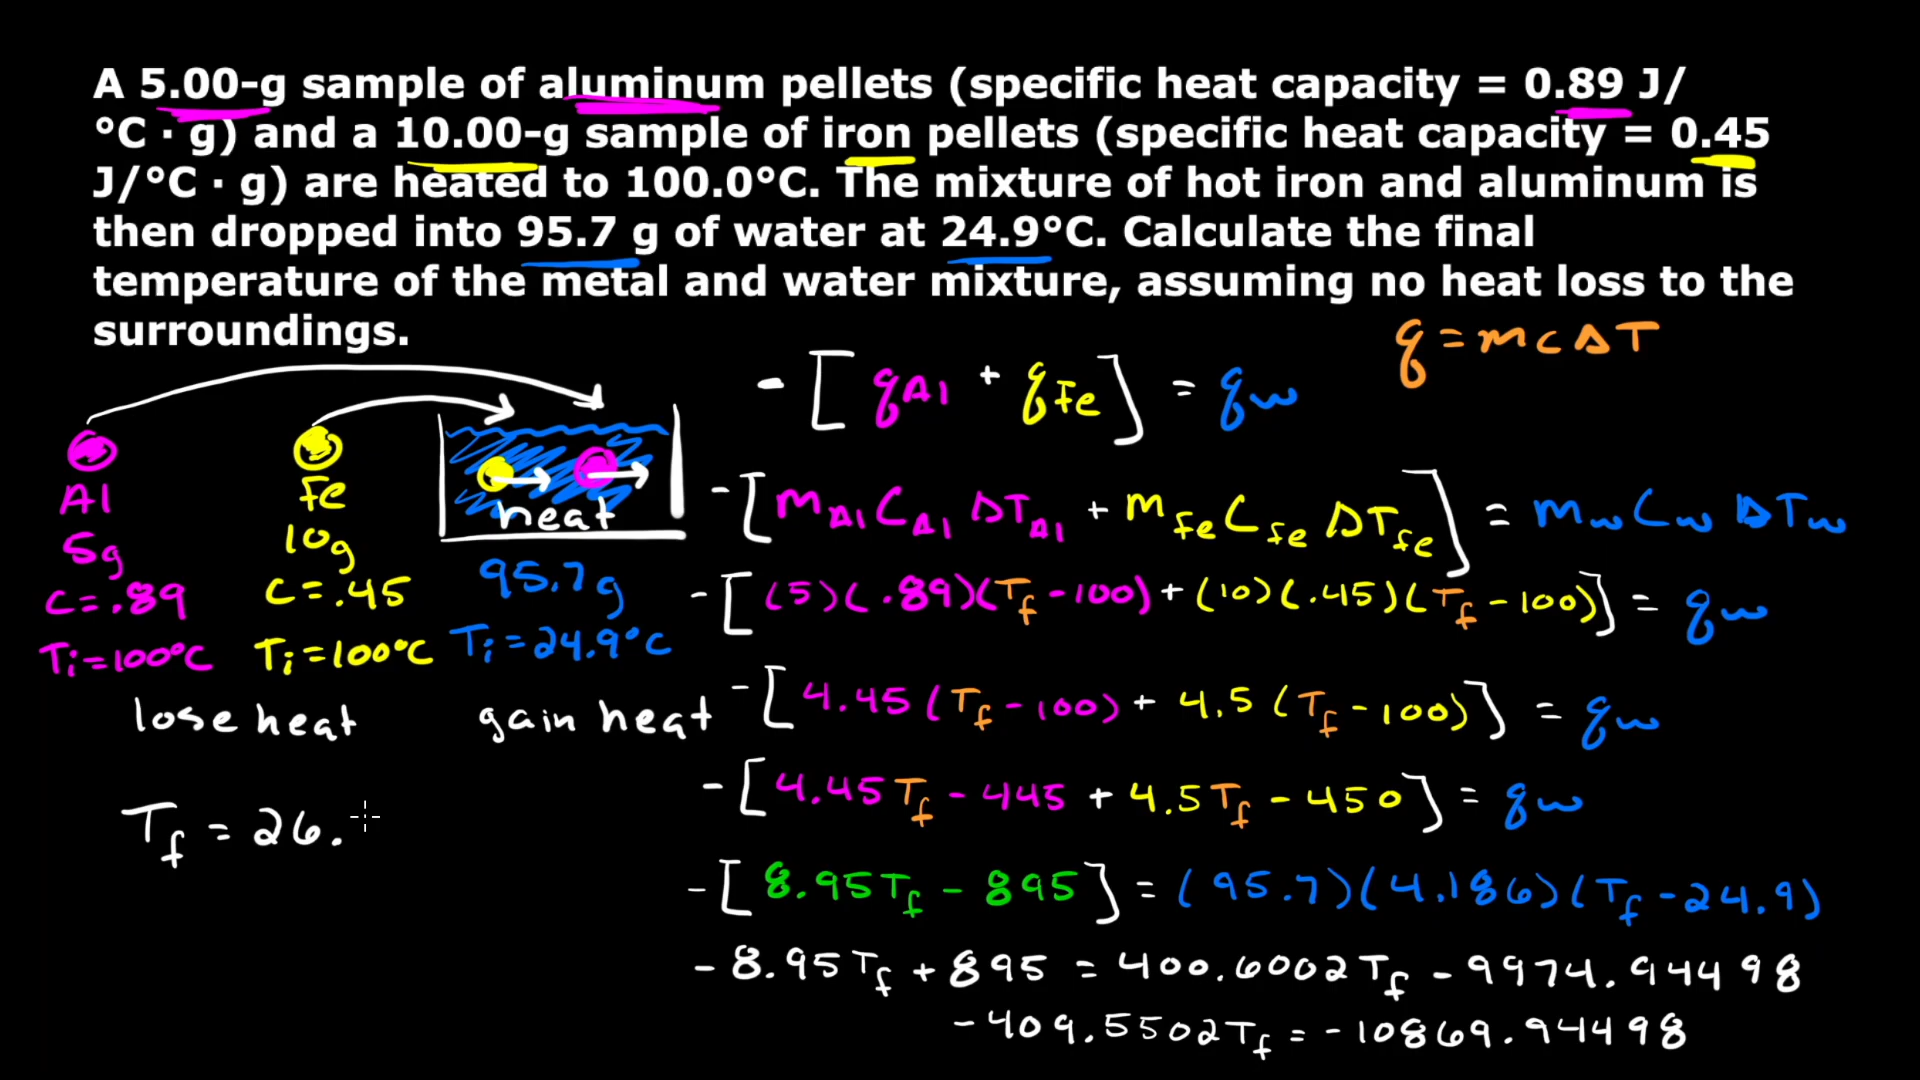 A 5.00-g sample of aluminum pellets (specific heat capacity = 0.89 J/
°C · g) and a 10.00-g sample of iron pellets (specific heat capacity = 0.45
J/°C · g) are heated to 100.0°C. The mixture of hot iron and aluminum is
then dropped into 95.7 g of water at 24.9°C. Calculate the final
temperature of the metal and water mixture, assuming no heat loss to the
surroundings.
q = mcΔT
- [qAl + qFe] = qw
Al
5g
c=.89
Ti=100°C
Fe
10g
c=.45
Ti=100°C
heat
95.7g
Ti=24.9°C
lose heat
gain heat
Tf = 26.
-[mAl CAl ΔTAl + mFe CFe ΔTFe] = mw Cw ΔTw
-[(5)(.89)(Tf-100)+(10)(.45)(Tf-100)] = qw
-[4.45(Tf-100)+4.5(Tf-100)] = qw
-[4.45Tf-445+4.5Tf-450] = qw
-[8.95Tf-895] = (95.7)(4.186)(Tf-24.9)
-8.95Tf+895 = 400.6002Tf-9974.94498
-409.5502Tf = -10869.94498